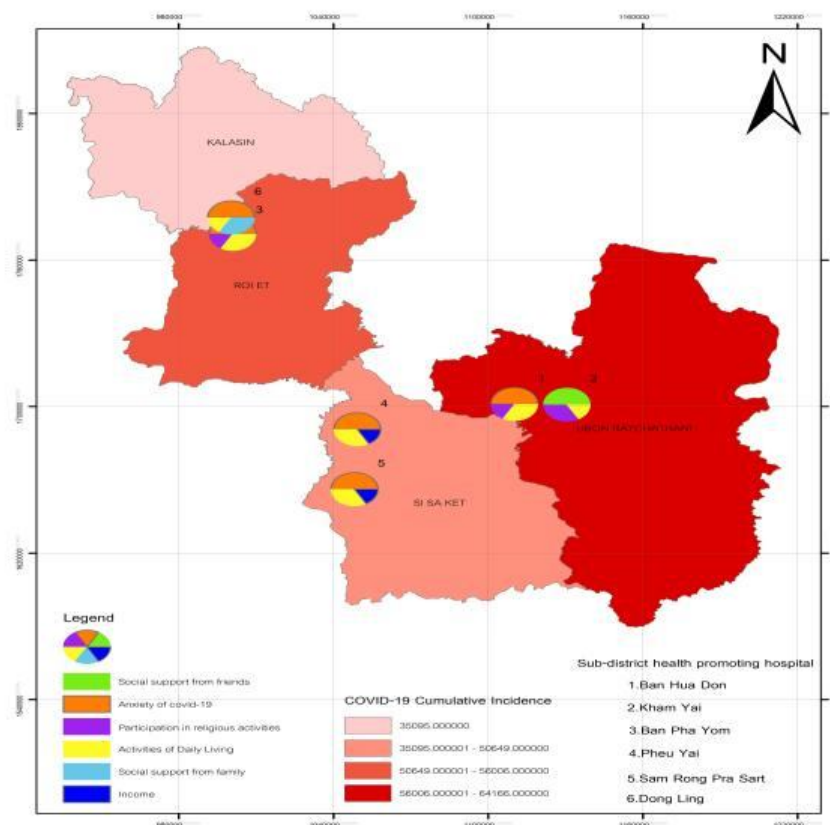 1040000
1100000
1160000
1220000
N
KALASIN
6
3
ROI ET
1
2
4
UBON RATCHATHANI
5
SI SA KET
Legend
Social support from friends
Anxiety of covid-19
Participation in religious activities
Activities of Daily Living
Social support from family
Income
COVID-19 Cumulative Incidence
35095.000000
35095.000001 - 50649.000000
50649.000001 - 56006.000000
56006.000001 - 64166.000000
Sub-district health promoting hospital
1.Ban Hua Don
2.Kham Yai
3.Ban Pha Yom
4.Pheu Yai
5.Sam Rong Pra Sart
6.Dong Ling